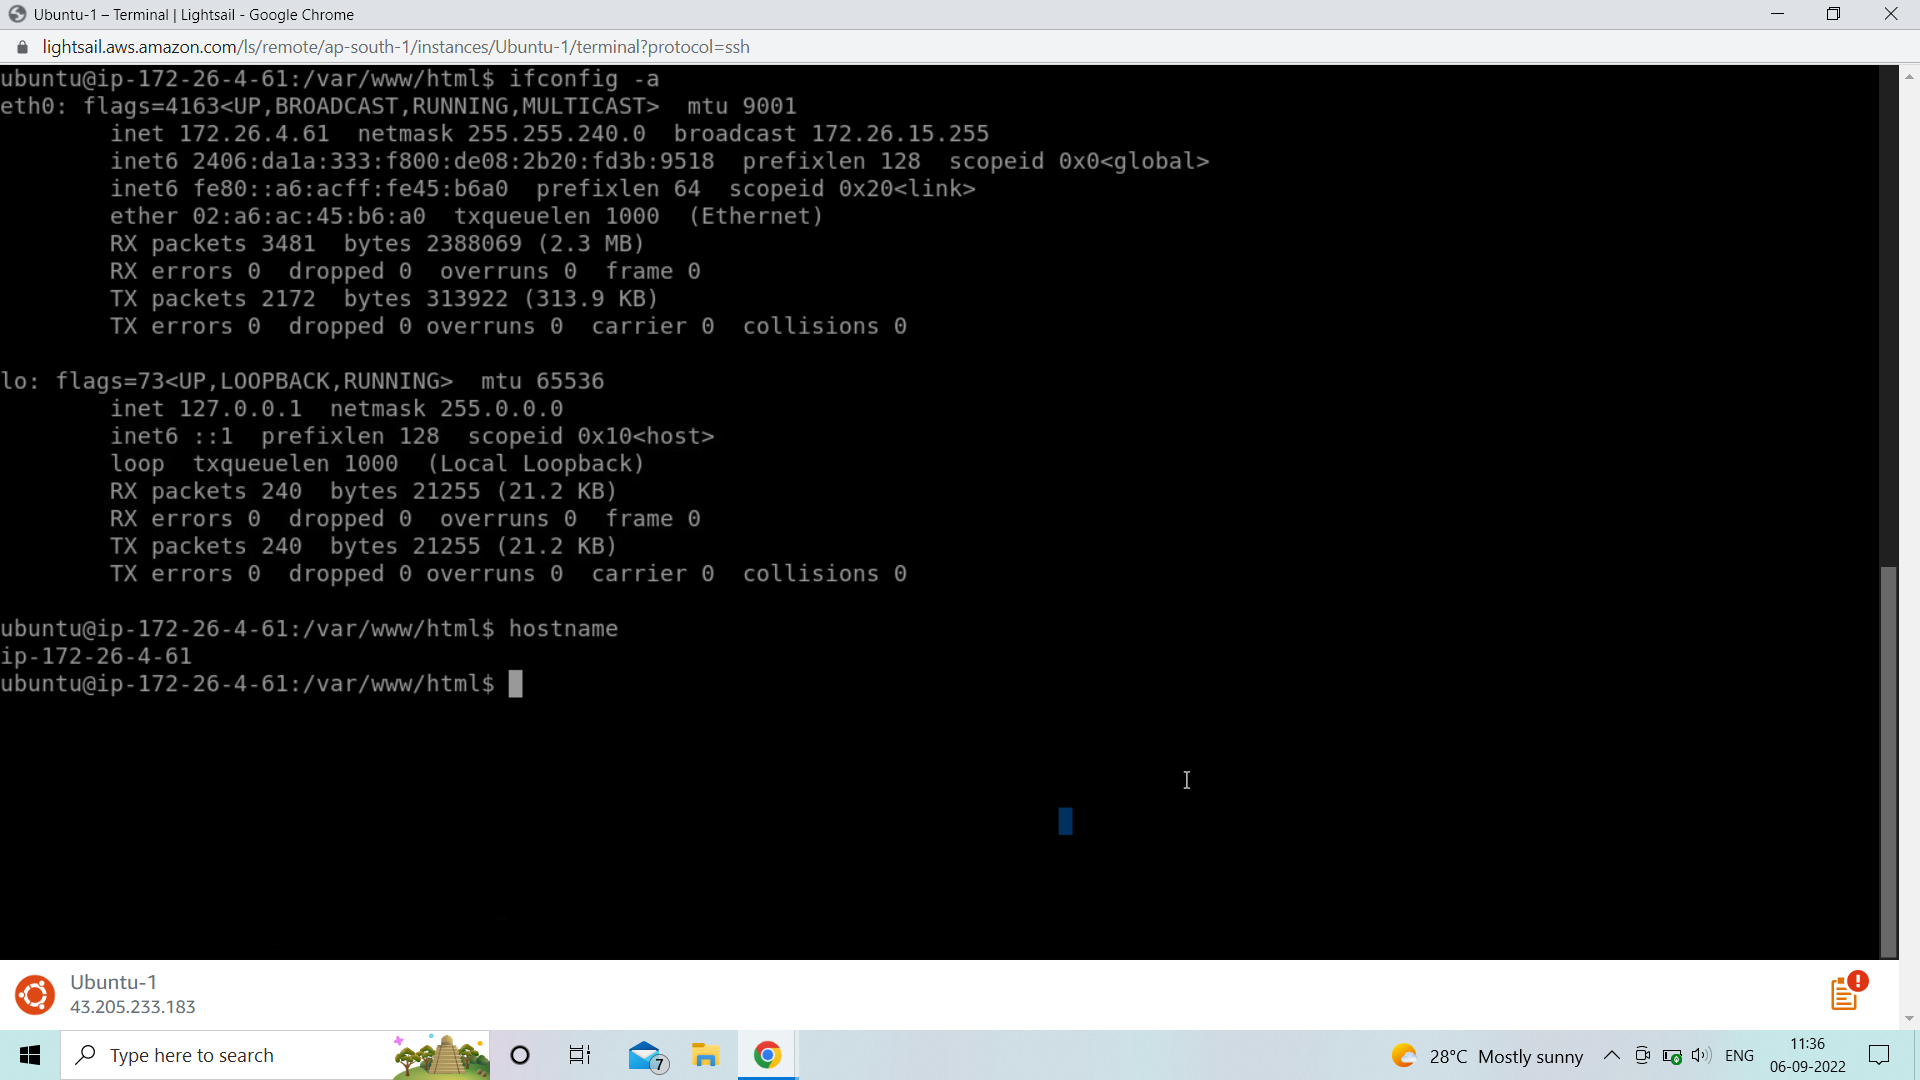 Ubuntu-1 – Terminal | Lightsail - Google Chrome
lightsail.aws.amazon.com/ls/remote/ap-south-1/instances/Ubuntu-1/terminal?protocol=ssh
ubuntu@ip-172-26-4-61:/var/www/html$ ifconfig -a
eth0: flags=4163<UP,BROADCAST,RUNNING,MULTICAST>  mtu 9001
        inet 172.26.4.61  netmask 255.255.240.0  broadcast 172.26.15.255
        inet6 2406:da1a:333:f800:de08:2b20:fd3b:9518  prefixlen 128  scopeid 0x0<global>
        inet6 fe80::a6:acff:fe45:b6a0  prefixlen 64  scopeid 0x20<link>
        ether 02:a6:ac:45:b6:a0  txqueuelen 1000  (Ethernet)
        RX packets 3481  bytes 2388069 (2.3 MB)
        RX errors 0  dropped 0  overruns 0  frame 0
        TX packets 2172  bytes 313922 (313.9 KB)
        TX errors 0  dropped 0 overruns 0  carrier 0  collisions 0
lo: flags=73<UP,LOOPBACK,RUNNING>  mtu 65536
        inet 127.0.0.1  netmask 255.0.0.0
        inet6 ::1  prefixlen 128  scopeid 0x10<host>
        loop  txqueuelen 1000  (Local Loopback)
        RX packets 240  bytes 21255 (21.2 KB)
        RX errors 0  dropped 0  overruns 0  frame 0
        TX packets 240  bytes 21255 (21.2 KB)
        TX errors 0  dropped 0 overruns 0  carrier 0  collisions 0
ubuntu@ip-172-26-4-61:/var/www/html$ hostname
ip-172-26-4-61
ubuntu@ip-172-26-4-61:/var/www/html$
Ubuntu-1
43.205.233.183
Type here to search
7
28°C Mostly sunny
ENG
11:36
06-09-2022